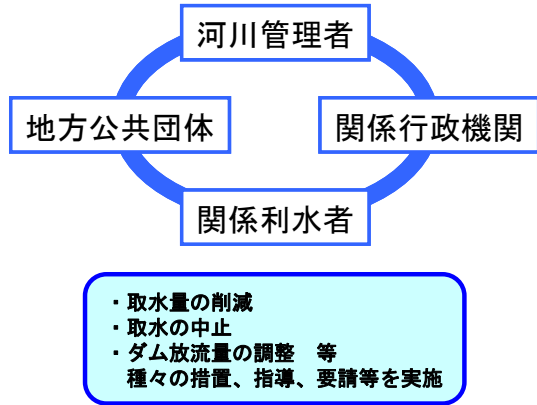 河川管理者
地方公共団体
関係行政機関
関係利水者
・取水量の削減
・取水の中止
・ダム放流量の調整　等
種々の措置、指導、要請等を実施